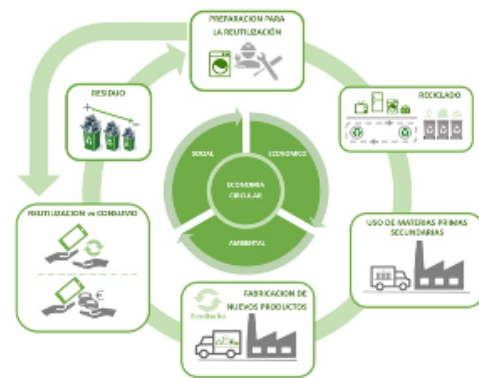 PREPARACION PARA
LA REUTILIZACIÓN
RESIDUO
RECICLADO
SOCIAL
ECONOMICO
ECONOMIA
CIRCULAR
AMBIENTAL
REUTILIZACION vs CONSUMO
USO DE MATERIAS PRIMAS
SECUNDARIAS
FABRICACION DE
NUEVOS PRODUCTOS
Ecodiseño